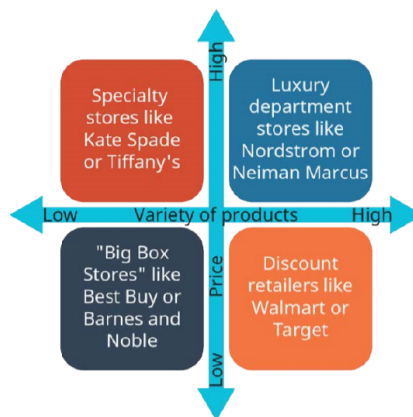 High
Specialty
stores like
Kate Spade
or Tiffany's
Luxury
department
stores like
Nordstrom or
Neiman Marcus
Low Variety of products High
"Big Box
Stores" like
Best Buy or
Barnes and
Noble
Price
Discount
retailers like
Walmart or
Target
Low